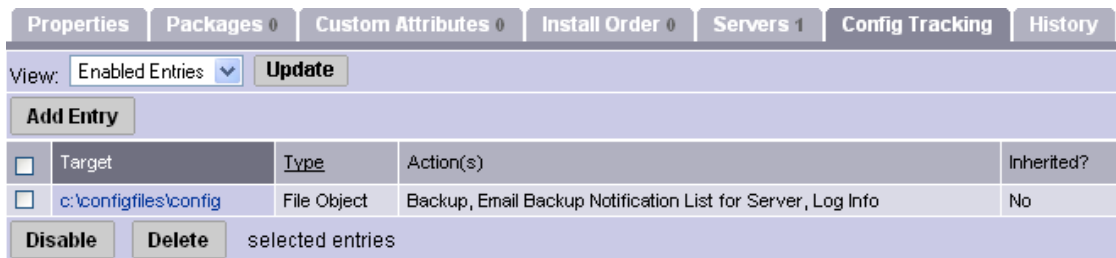 Properties Packages 0 Custom Attributes 0 Install Order 0 Servers 1 Config Tracking History
View: Enabled Entries Update
Add Entry
Target Type Action(s) Inherited?
c:\configfiles\config File Object Backup, Email Backup Notification List for Server, Log Info No
Disable Delete selected entries